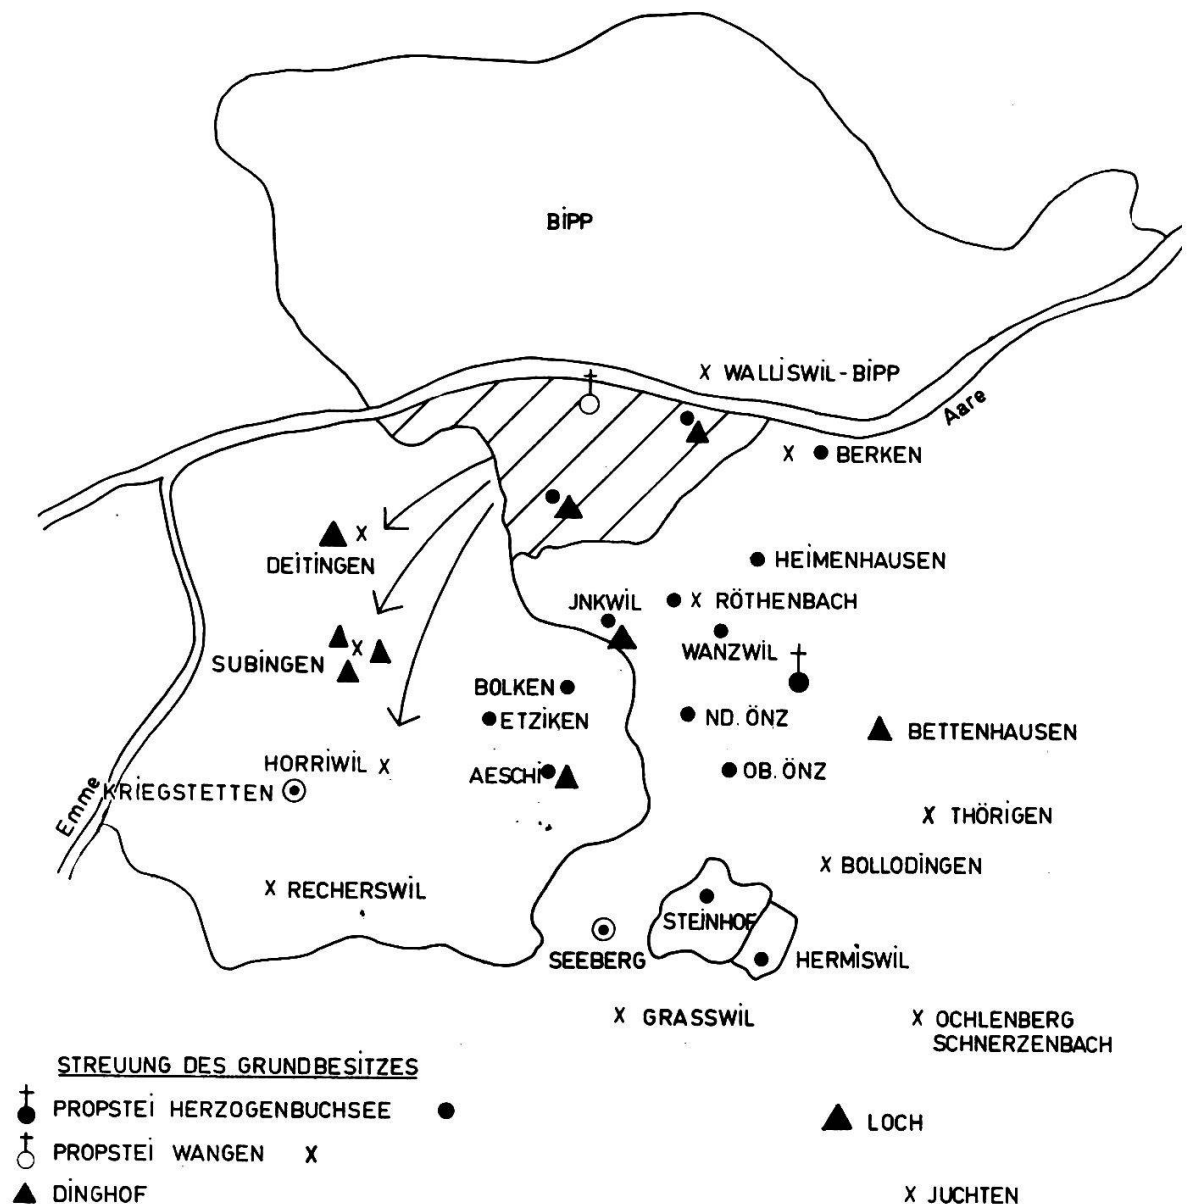 BIPP
X WALLISWIL-BIPP
Aare
X BERKEN
X
DEITINGEN
HEIMENHAUSEN
JNKWIL
X RÖTHENBACH
X
SUBINGEN
WANZWIL
BOLKEN
ETZIKEN
ND. ÖNZ
BETTENHAUSEN
HORRIWIL X
AESCHI
OB. ÖNZ
KRIEGSTETTEN
Emme
X THÖRIGEN
X BOLLODINGEN
X RECHERSWIL
STEINHOF
SEEBERG
HERMISWIL
X GRASSWIL
X OCHLENBERG
SCHNERZENBACH
STREUUNG DES GRUNDBESITZES
PROPSTEI HERZOGENBUCHSEE
PROPSTEI WANGEN X
DINGHOF
LOCH
X JUCHTEN